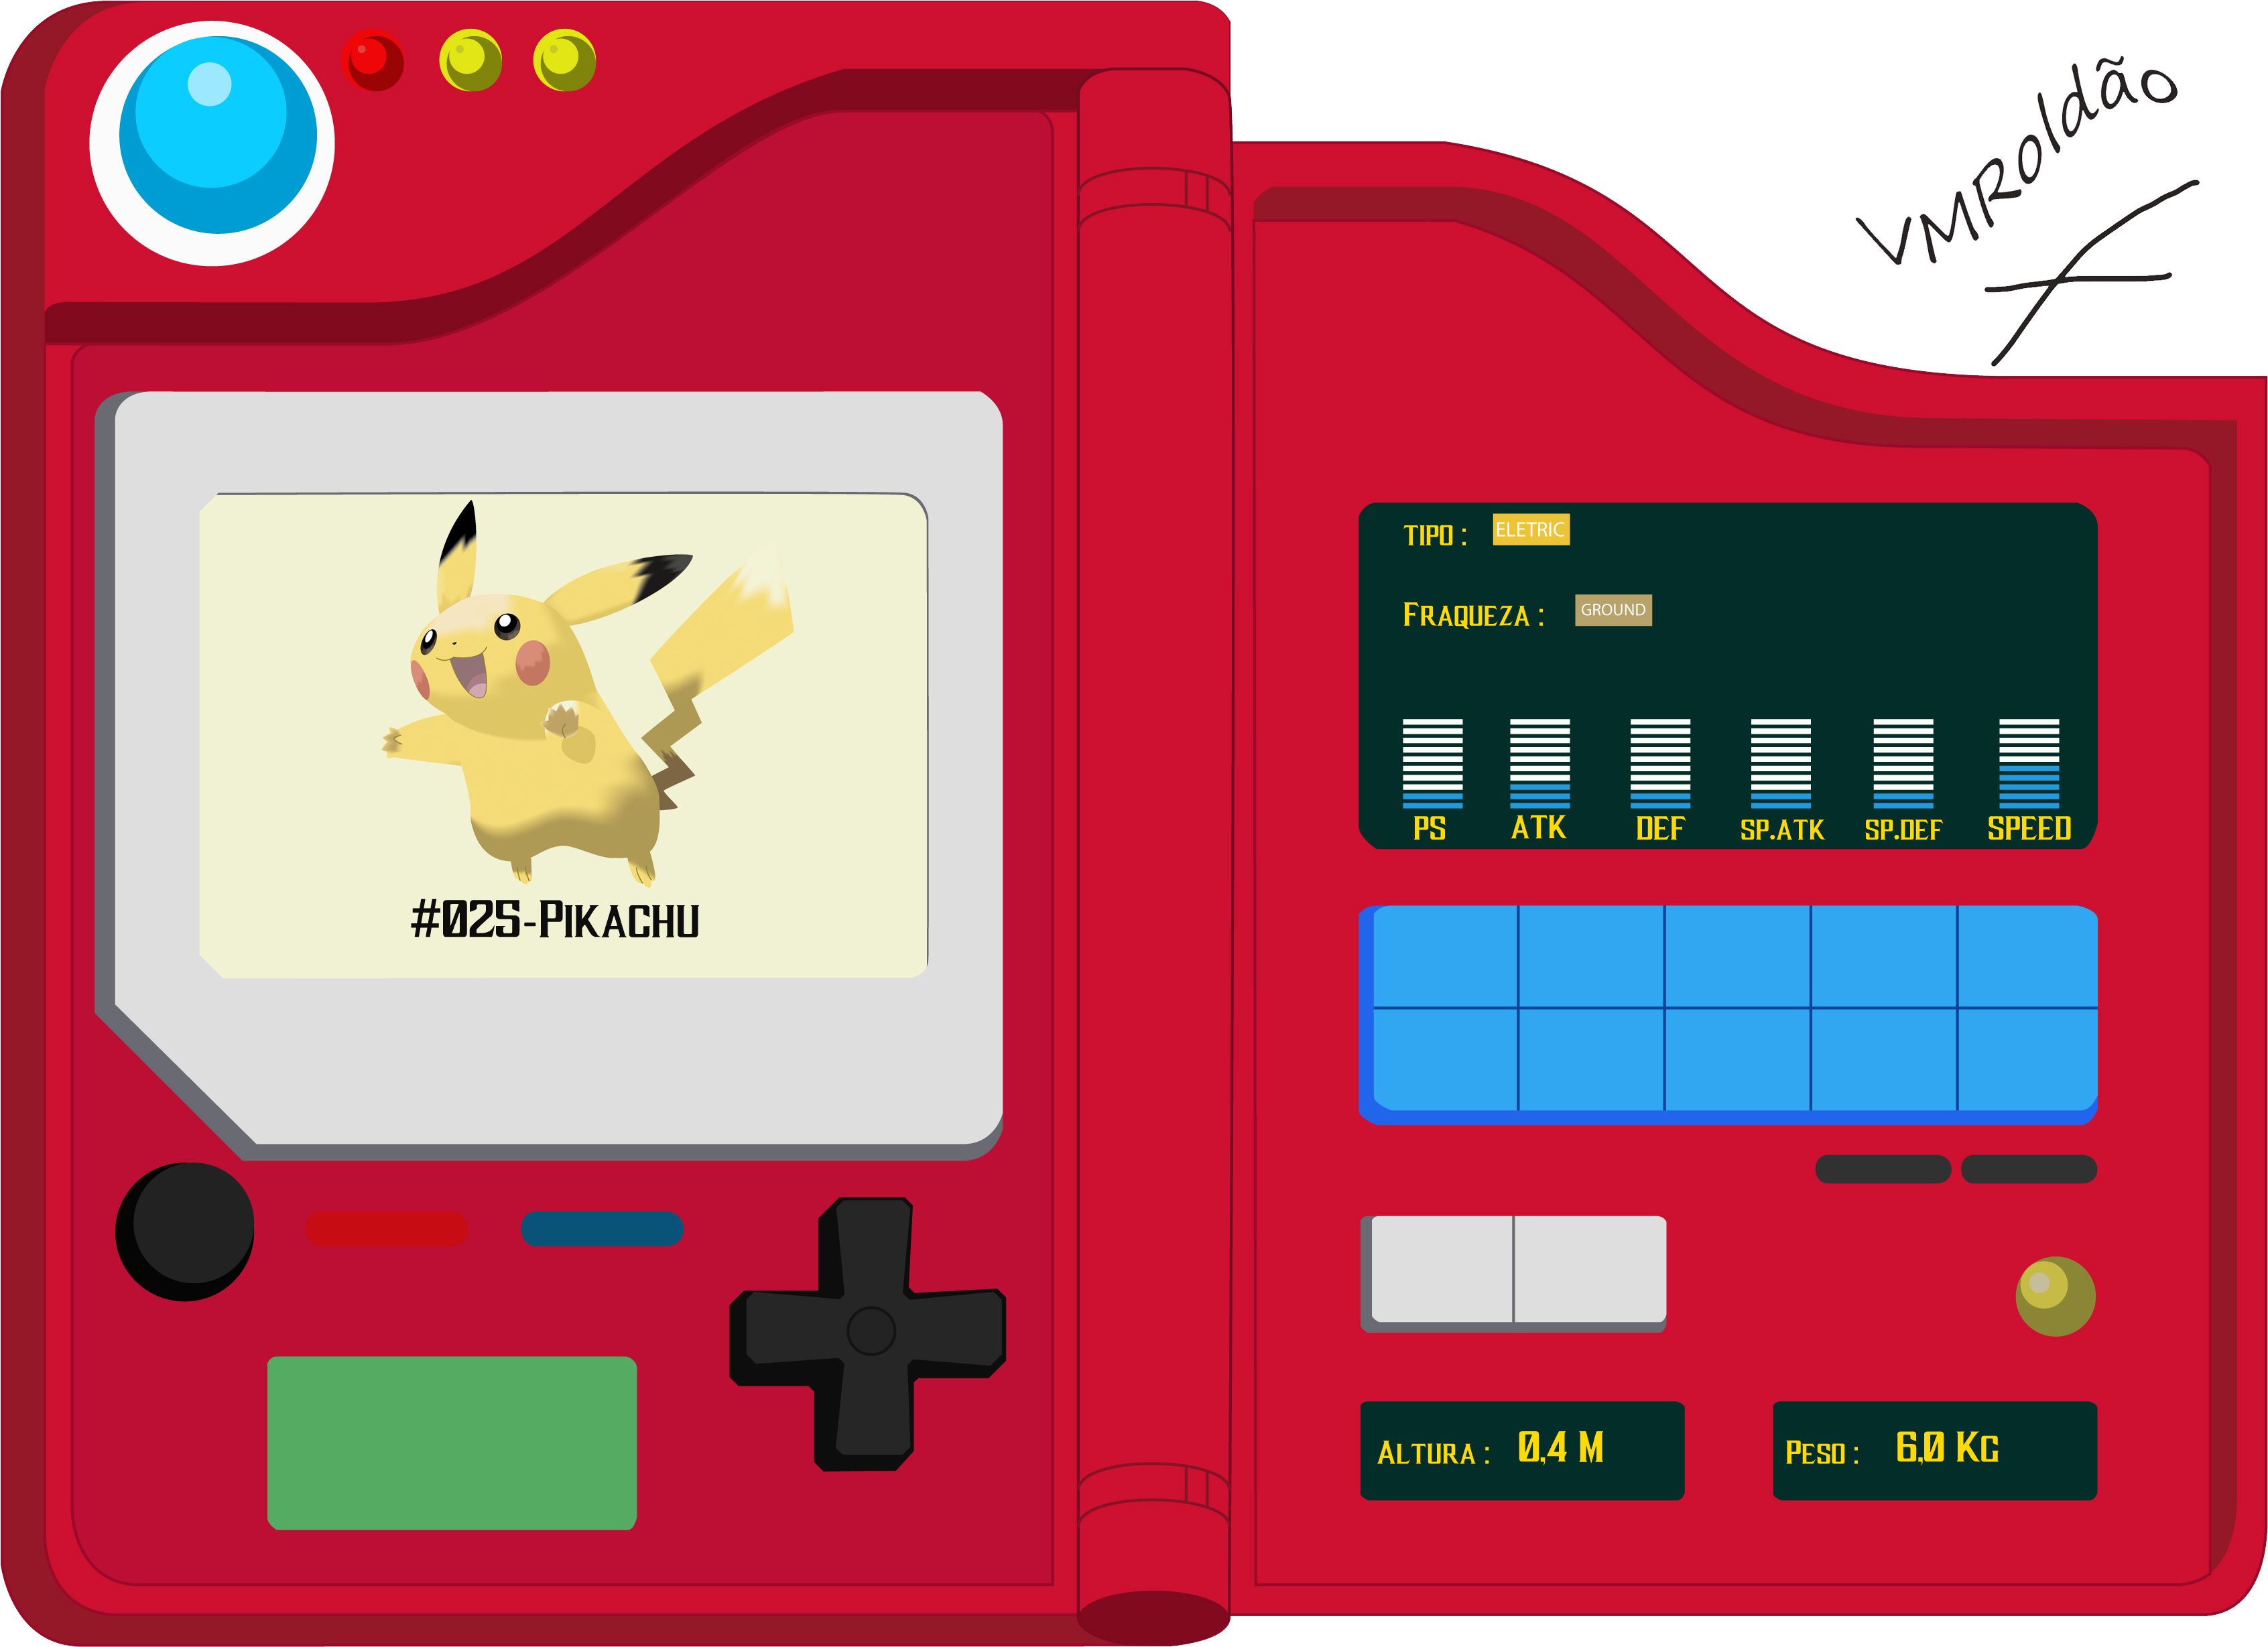 VMRoldão
#025-Pikachu
Tipo : ELETRIC
Fraqueza : GROUND
PS ATK DEF SP.ATK SP.DEF SPEED
Altura : 0,4 M
Peso : 6,0 KG